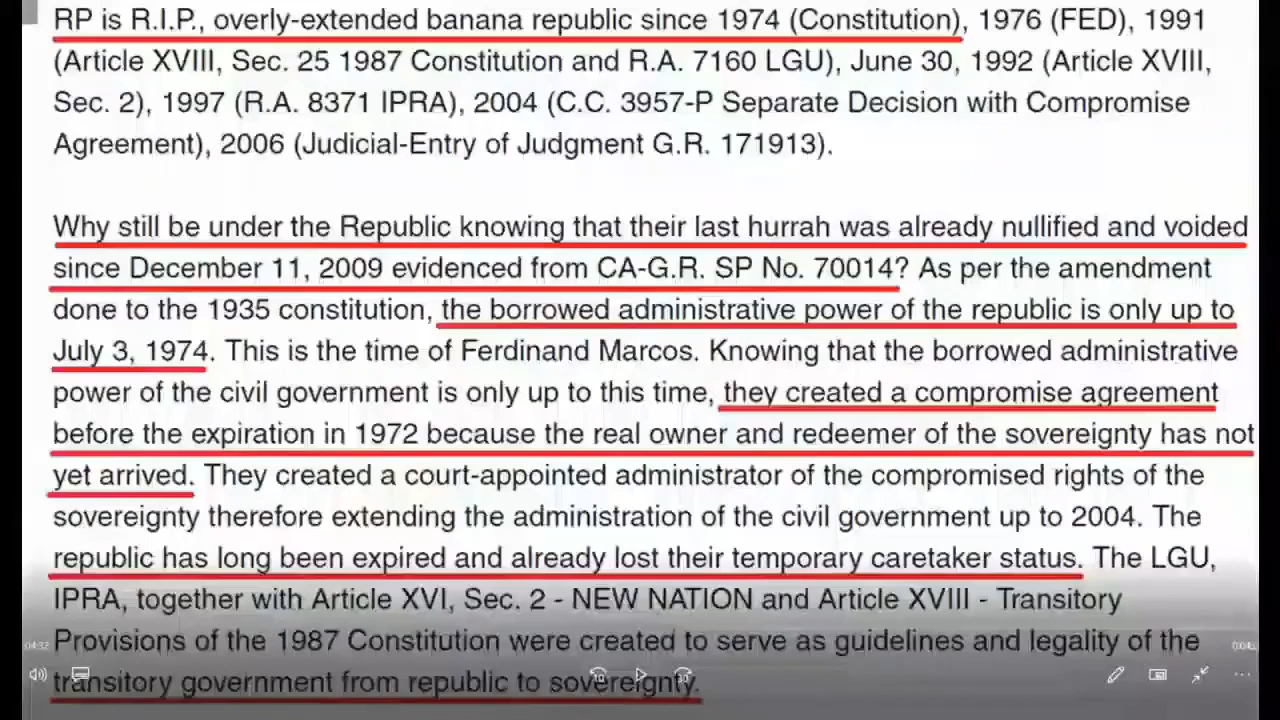 RP is R.I.P., overly-extended banana republic since 1974 (Constitution), 1976 (FED), 1991
(Article XVIII, Sec. 25 1987 Constitution and R.A. 7160 LGU), June 30, 1992 (Article XVIII,
Sec. 2), 1997 (R.A. 8371 IPRA), 2004 (C.C. 3957-P Separate Decision with Compromise
Agreement), 2006 (Judicial-Entry of Judgment G.R. 171913).
Why still be under the Republic knowing that their last hurrah was already nullified and voided
since December 11, 2009 evidenced from CA-G.R. SP No. 70014? As per the amendment
done to the 1935 constitution, the borrowed administrative power of the republic is only up to
July 3, 1974. This is the time of Ferdinand Marcos. Knowing that the borrowed administrative
power of the civil government is only up to this time, they created a compromise agreement
before the expiration in 1972 because the real owner and redeemer of the sovereignty has not
yet arrived. They created a court-appointed administrator of the compromised rights of the
sovereignty therefore extending the administration of the civil government up to 2004. The
republic has long been expired and already lost their temporary caretaker status. The LGU,
IPRA, together with Article XVI, Sec. 2 - NEW NATION and Article XVIII - Transitory
Provisions of the 1987 Constitution were created to serve as guidelines and legality of the
04:32
transitory government from republic to sovereignty.
10
30